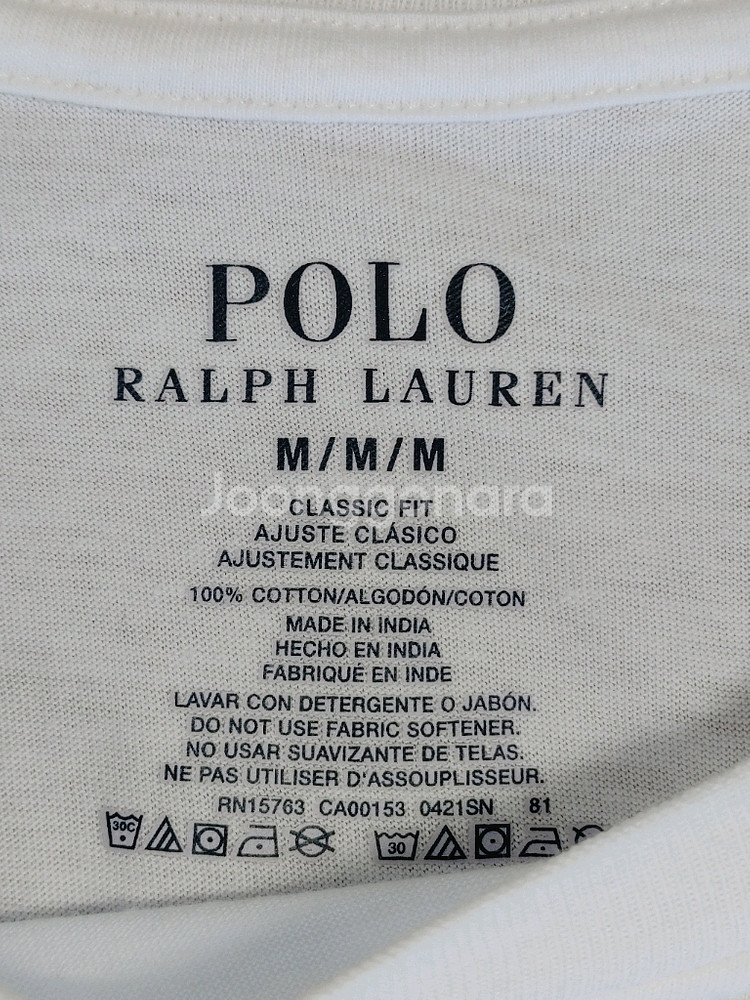 POLO
RALPH LAUREN
M/M/M
Joonggonara
CLASSIC FIT
AJUSTE CLÁSICO
AJUSTEMENT CLASSIQUE
100% COTTON/ALGODÓN/COTON
MADE IN INDIA
HECHO EN INDIA
FABRIQUÉ EN INDE
LAVAR CON DETERGENTE O JABÓN.
DO NOT USE FABRIC SOFTENER.
NO USAR SUAVIZANTE DE TELAS.
NE PAS UTILISER D'ASSOUPLISSEUR.
RN15763 CA00153 0421SN 81
30C 30